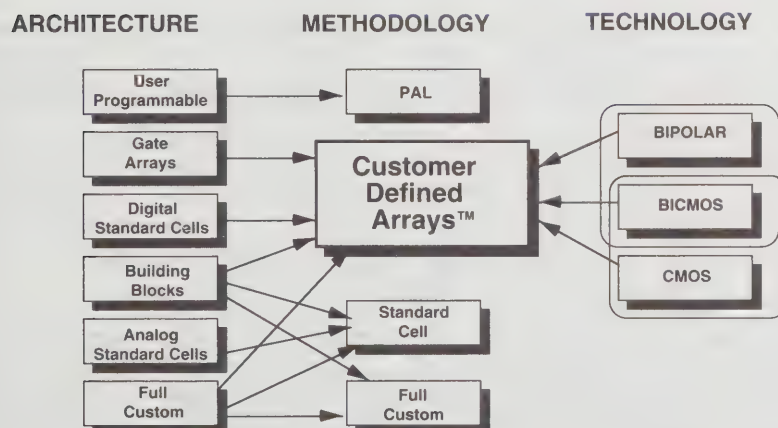 ARCHITECTURE
METHODOLOGY
TECHNOLOGY
User
Programmable
PAL
Gate
Arrays
Customer
Defined
Arrays™
Digital
Standard Cells
Building
Blocks
Analog
Standard Cells
Full
Custom
Standard
Cell
Full
Custom
BIPOLAR
BICMOS
CMOS